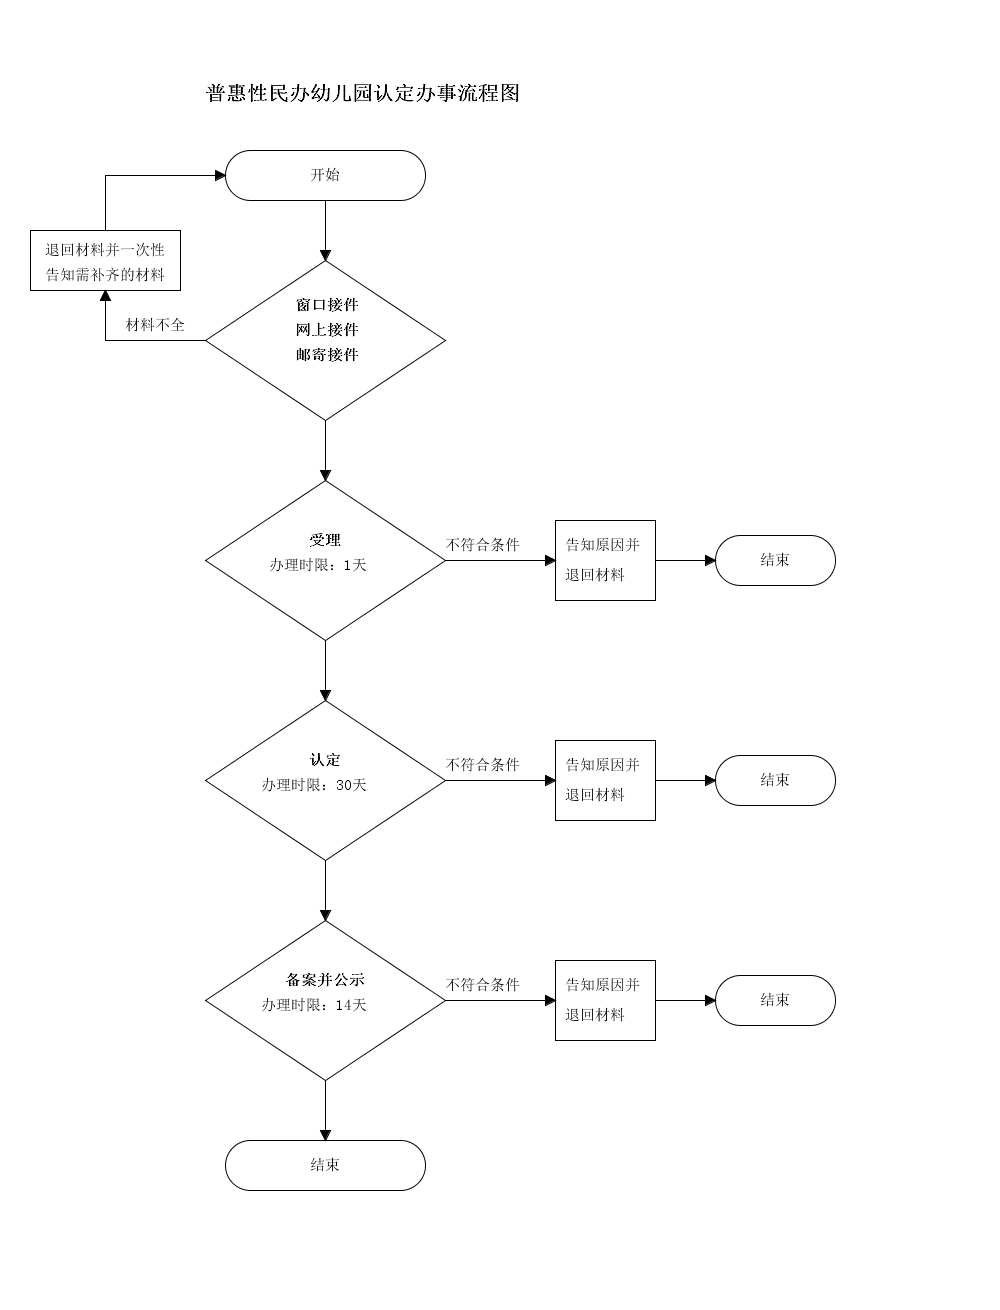 普惠性民办幼儿园认定办事流程图
开始
退回材料并一次性
告知需补齐的材料
材料不全
窗口接件
网上接件
邮寄接件
受理
办理时限：1天
不符合条件
告知原因并
退回材料
结束
认定
办理时限：30天
不符合条件
告知原因并
退回材料
结束
备案并公示
办理时限：14天
不符合条件
告知原因并
退回材料
结束
结束